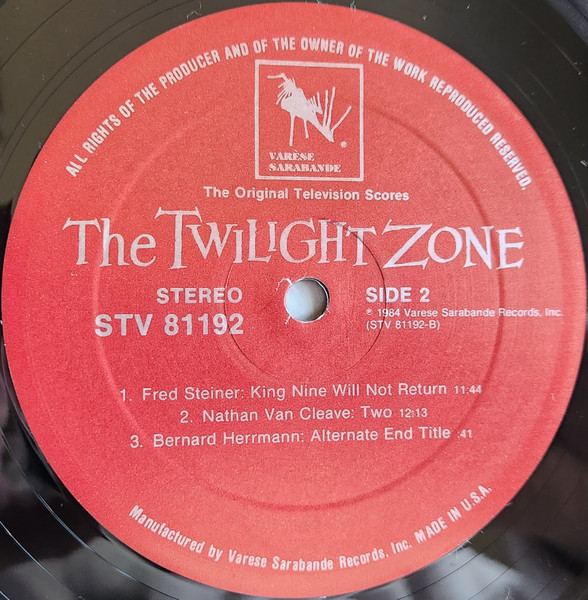 ALL RIGHTS OF THE PRODUCER AND OF THE OWNER OF THE WORK REPRODUCED RESERVED.
VARÈSE
SARABANDE
®
The Original Television Scores
The TWILIGHT ZONE
STEREO
STV 81192
SIDE 2
℗ 1984 Varese Sarabande Records, Inc.
(STV 81192-B)
1. Fred Steiner: King Nine Will Not Return 11:44
2. Nathan Van Cleave: Two 12:13
3. Bernard Herrmann: Alternate End Title :41
Manufactured by Varese Sarabande Records, Inc. MADE IN U.S.A.